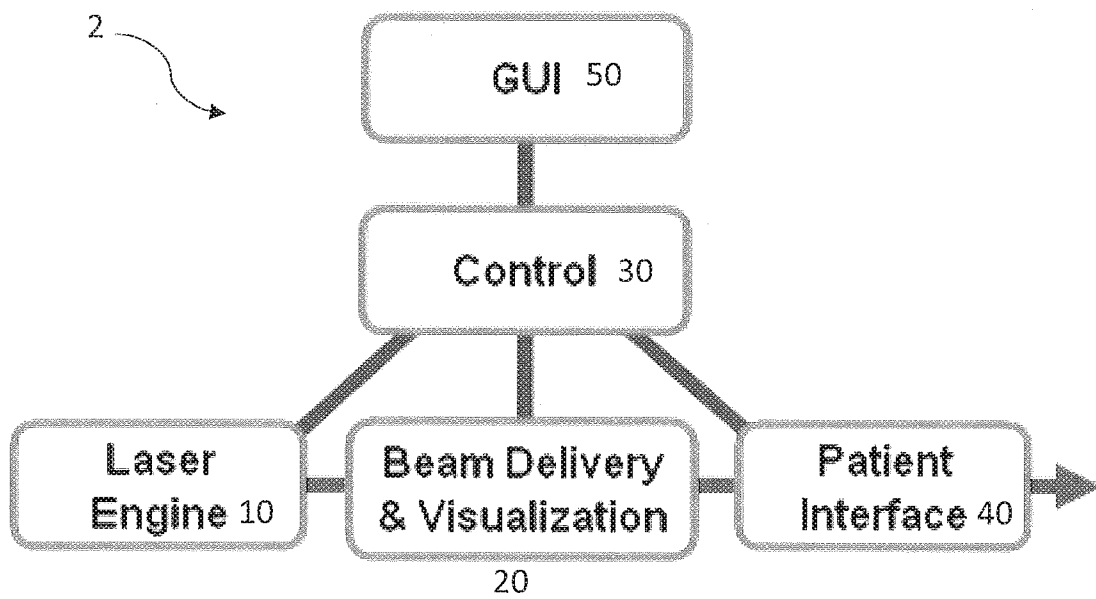 2
GUI 50
Control 30
Laser
Engine 10
Beam Delivery
& Visualization
20
Patient
Interface 40